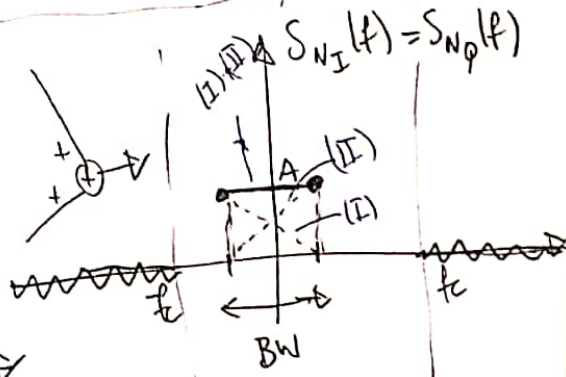 S_{N_I}(f) = S_{N_Q}(f)
(I)+(II)
+
+
+
A
(II)
(I)
fc
fc
BW